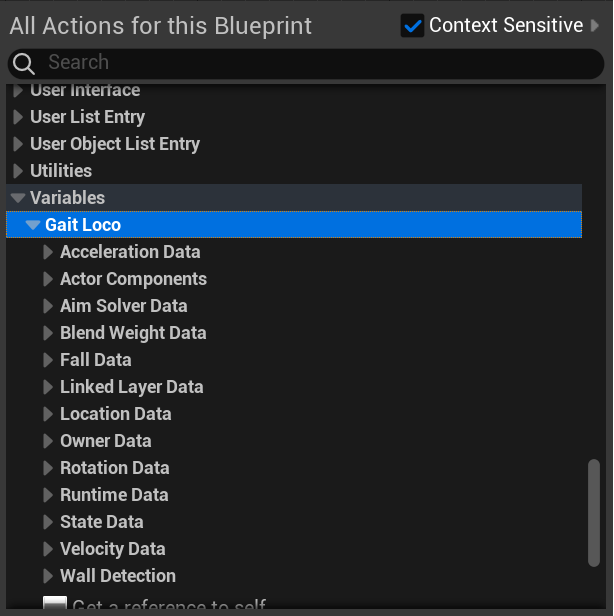 All Actions for this Blueprint
Context Sensitive
Search
User Interface
User List Entry
User Object List Entry
Utilities
Variables
Gait Loco
Acceleration Data
Actor Components
Aim Solver Data
Blend Weight Data
Fall Data
Linked Layer Data
Location Data
Owner Data
Rotation Data
Runtime Data
State Data
Velocity Data
Wall Detection
Get a reference to self